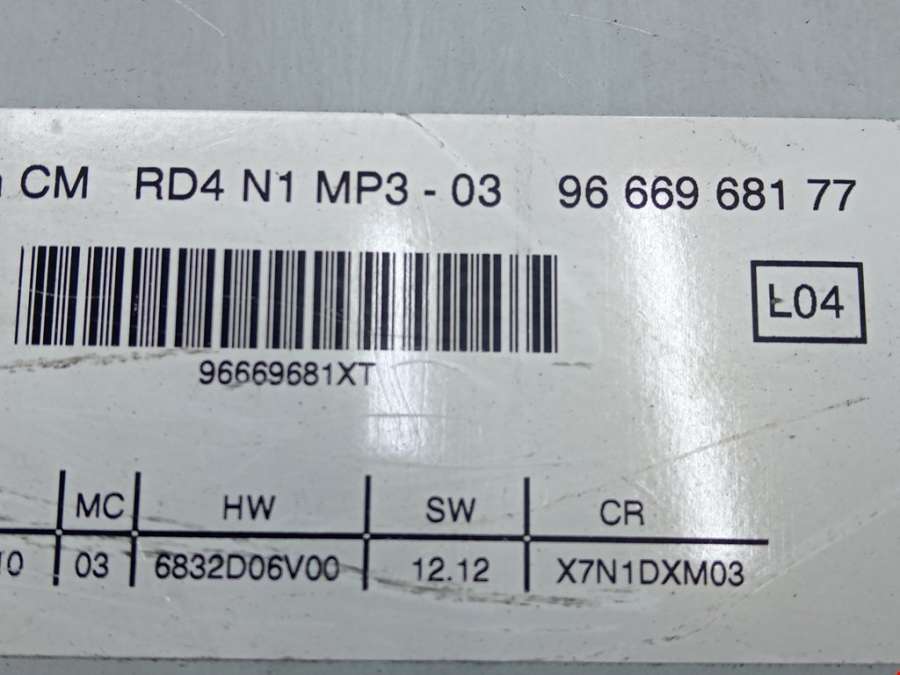 CM RD4 N1 MP3 - 03 96 669 681 77
L04
96669681XT
MC HW SW CR
10 03 6832D06V00 12.12 X7N1DXM03